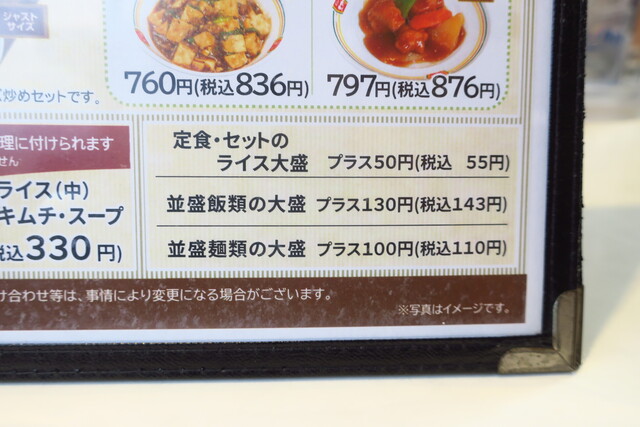 ジャスト
サイズ
760円(税込836円)
797円(税込876円)
炒めセットです。
理に付けられます
せん
ライス(中)
キムチ・スープ
税込330円)
定食・セットの
ライス大盛 プラス50円(税込 55円)
並盛飯類の大盛 プラス130円(税込143円)
並盛麺類の大盛 プラス100円(税込110円)
け合わせ等は、事情により変更になる場合がございます。
※写真はイメージです。